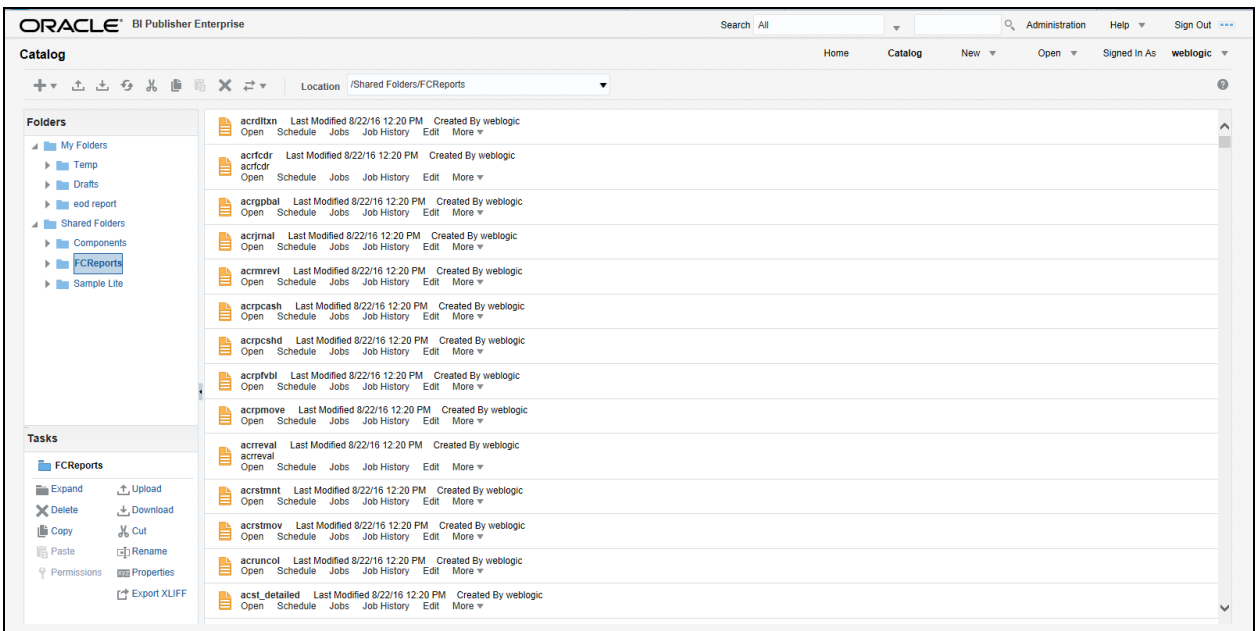 ORACLE BI Publisher Enterprise Search All Administration Help Sign Out
Catalog Home Catalog New Open Signed In As weblogic
Location /Shared Folders/FCReports
Folders
My Folders
Temp
Drafts
eod report
Shared Folders
Components
FCReports
Sample Lite
Tasks
FCReports
Expand Upload
Delete Download
Copy Cut
Paste Rename
Permissions Properties
Export XLIFF
acrdltxn Last Modified 8/22/16 12:20 PM Created By weblogic
Open Schedule Jobs Job History Edit More
acrfcdr Last Modified 8/22/16 12:20 PM Created By weblogic
acrfcdr
Open Schedule Jobs Job History Edit More
acrgpbal Last Modified 8/22/16 12:20 PM Created By weblogic
Open Schedule Jobs Job History Edit More
acrjrnal Last Modified 8/22/16 12:20 PM Created By weblogic
Open Schedule Jobs Job History Edit More
acrmrevl Last Modified 8/22/16 12:20 PM Created By weblogic
Open Schedule Jobs Job History Edit More
acrpcash Last Modified 8/22/16 12:20 PM Created By weblogic
Open Schedule Jobs Job History Edit More
acrpcshd Last Modified 8/22/16 12:20 PM Created By weblogic
Open Schedule Jobs Job History Edit More
acrpfvbl Last Modified 8/22/16 12:20 PM Created By weblogic
Open Schedule Jobs Job History Edit More
acrpmove Last Modified 8/22/16 12:20 PM Created By weblogic
Open Schedule Jobs Job History Edit More
acrreval Last Modified 8/22/16 12:20 PM Created By weblogic
acrreval
Open Schedule Jobs Job History Edit More
acrstmnt Last Modified 8/22/16 12:20 PM Created By weblogic
Open Schedule Jobs Job History Edit More
acrstmov Last Modified 8/22/16 12:20 PM Created By weblogic
Open Schedule Jobs Job History Edit More
acruncol Last Modified 8/22/16 12:20 PM Created By weblogic
Open Schedule Jobs Job History Edit More
acst_detailed Last Modified 8/22/16 12:20 PM Created By weblogic
Open Schedule Jobs Job History Edit More